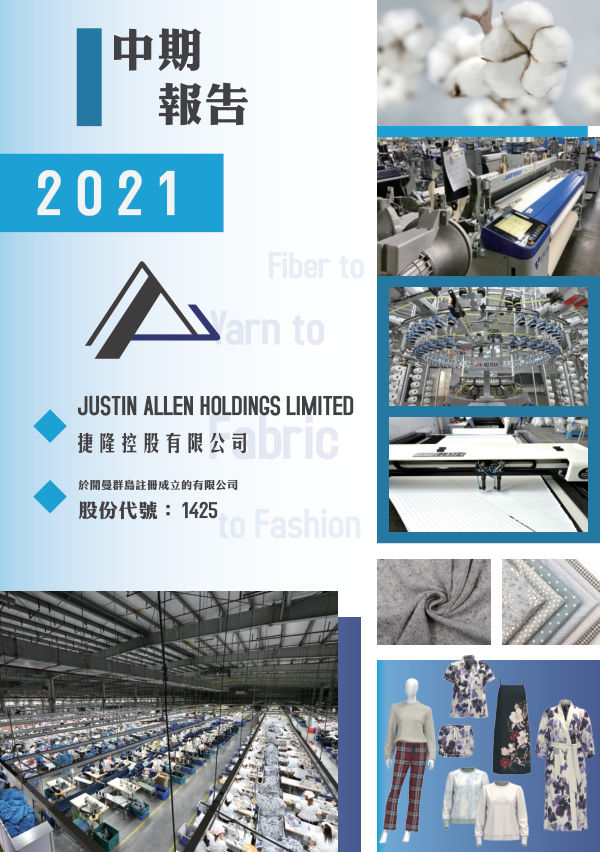 中期
報告
2021
Fiber to
Yarn to
JUSTIN ALLEN HOLDINGS LIMITED
捷隆控股有限公司
Fabric
於開曼群島註冊成立的有限公司
股份代號：1425
to Fashion